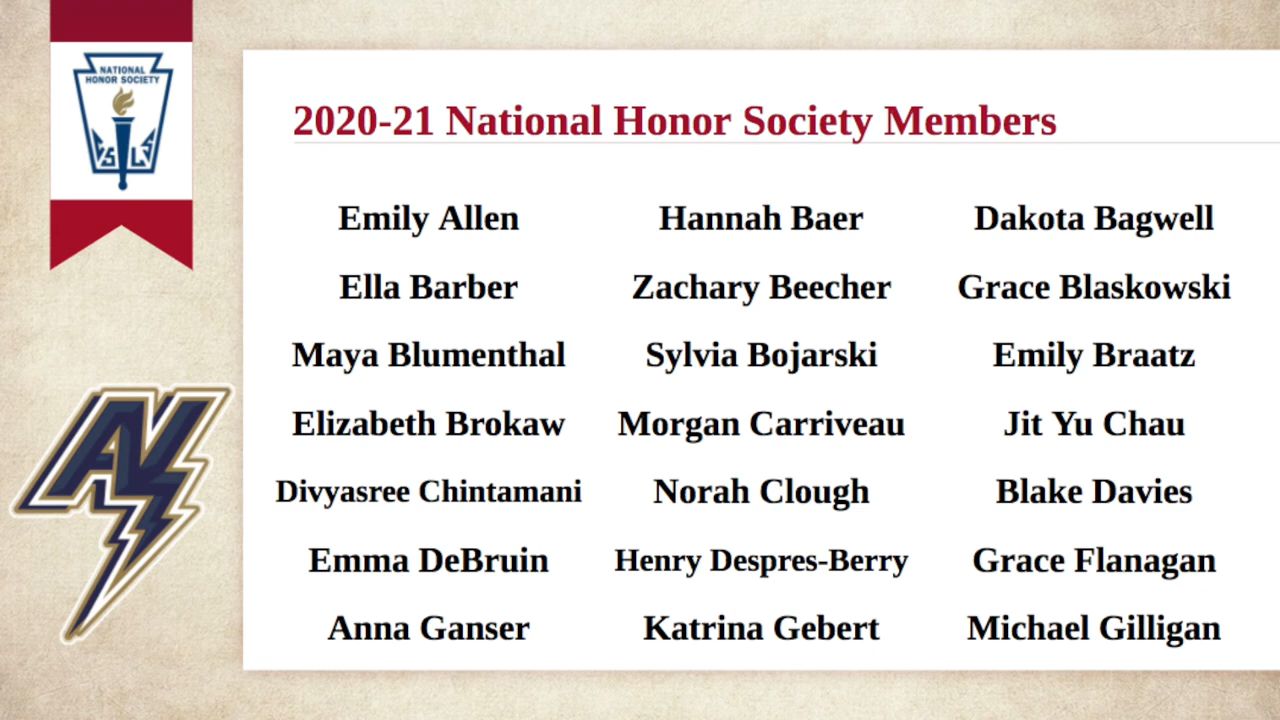 NATIONAL
HONOR SOCIETY
2020-21 National Honor Society Members
Emily Allen Hannah Baer Dakota Bagwell
Ella Barber Zachary Beecher Grace Blaskowski
Maya Blumenthal Sylvia Bojarski Emily Braatz
Elizabeth Brokaw Morgan Carriveau Jit Yu Chau
Divyasree Chintamani Norah Clough Blake Davies
Emma DeBruin Henry Despres-Berry Grace Flanagan
Anna Ganser Katrina Gebert Michael Gilligan
AN